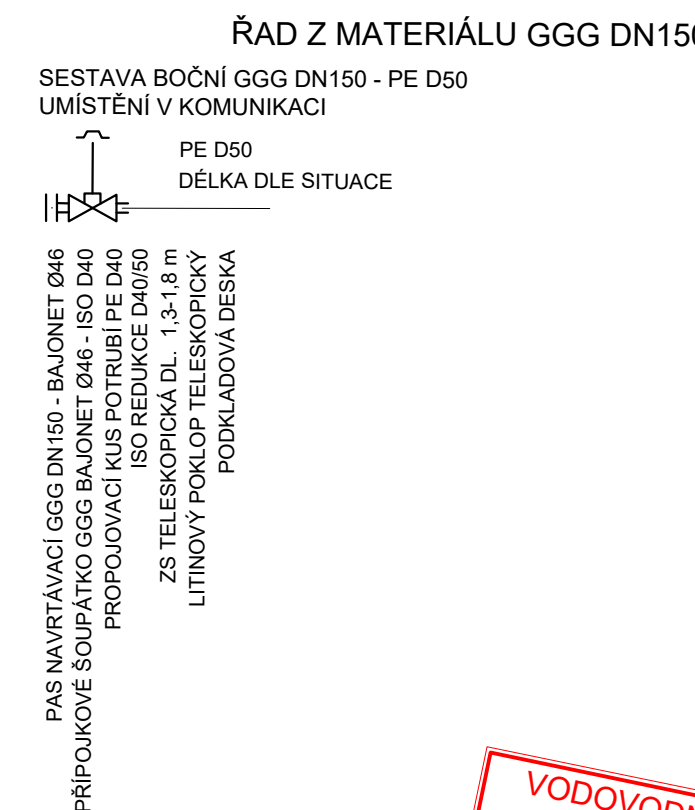 ŘAD Z MATERIÁLU GGG DN150
SESTAVA BOČNÍ GGG DN150 - PE D50
UMÍSTĚNÍ V KOMUNIKACI
PE D50
DÉLKA DLE SITUACE
PAS NAVRTÁVACÍ GGG DN150 - BAJONET Ø46
PŘÍPOJKOVÉ ŠOUPÁTKO GGG BAJONET Ø46 - ISO D40
PROPOJOVACÍ KUS POTRUBÍ PE D40
ISO REDUKCE D40/50
ZS TELESKOPICKÁ DL. 1,3-1,8 m
LITINOVÝ POKLOP TELESKOPICKÝ
PODKLADOVÁ DESKA